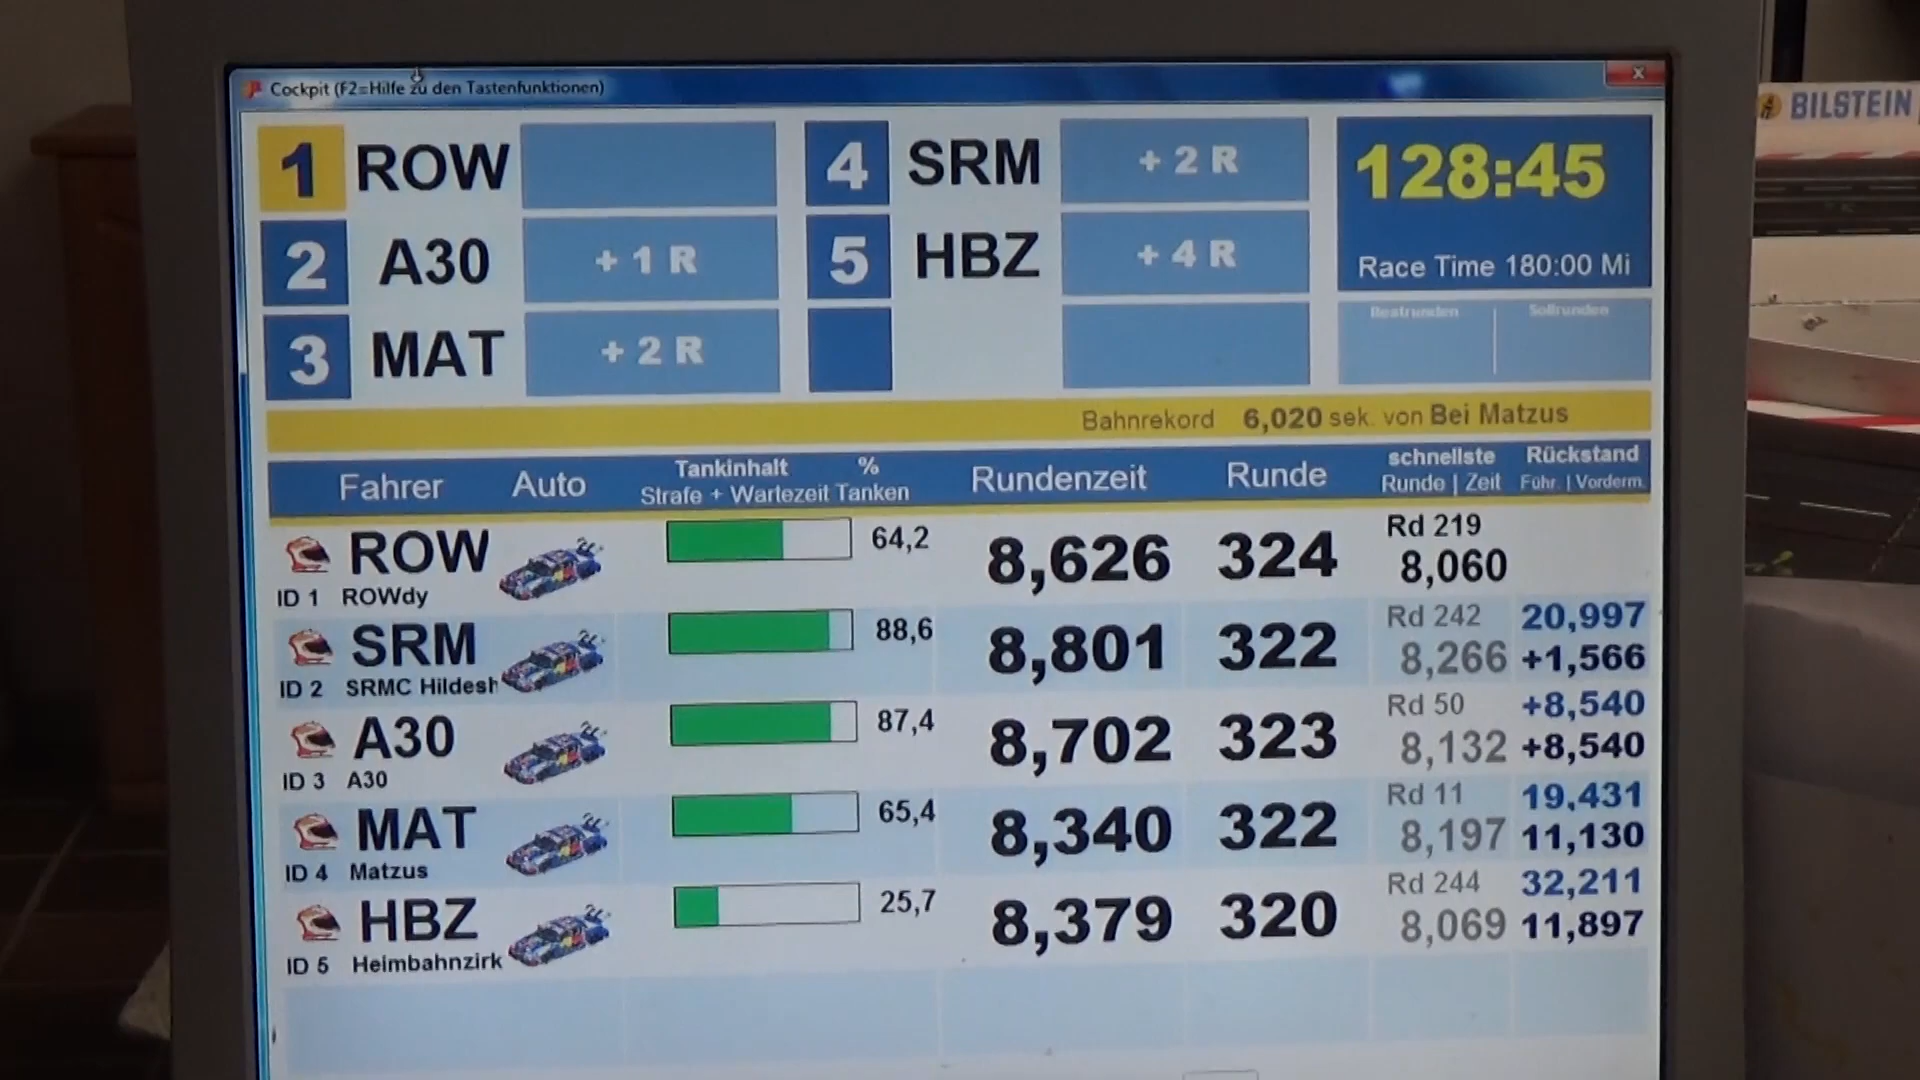 Cockpit (F2=Hilfe zu den Tastenfunktionen)
BILSTEIN
1 ROW
4 SRM + 2 R
128:45
2 A30 + 1 R
5 HBZ + 4 R
Race Time 180:00 Mi
3 MAT + 2 R
Restrunden Sollrunden
Bahnrekord 6,020 sek. von Bei Matzus
Fahrer Auto Tankinhalt % Rundenzeit Runde schnellste Rückstand
Strafe + Wartezeit Tanken Runde | Zeit Führ. | Vorderm.
ROW 64,2 8,626 324 Rd 219
8,060
ID 1 ROWdy
SRM 88,6 8,801 322 Rd 242 20,997
8,266 +1,566
ID 2 SRMC Hildesh
A30 87,4 8,702 323 Rd 50 +8,540
8,132 +8,540
ID 3 A30
MAT 65,4 8,340 322 Rd 11 19,431
8,197 11,130
ID 4 Matzus
HBZ 25,7 8,379 320 Rd 244 32,211
8,069 11,897
ID 5 Heimbahnzirk